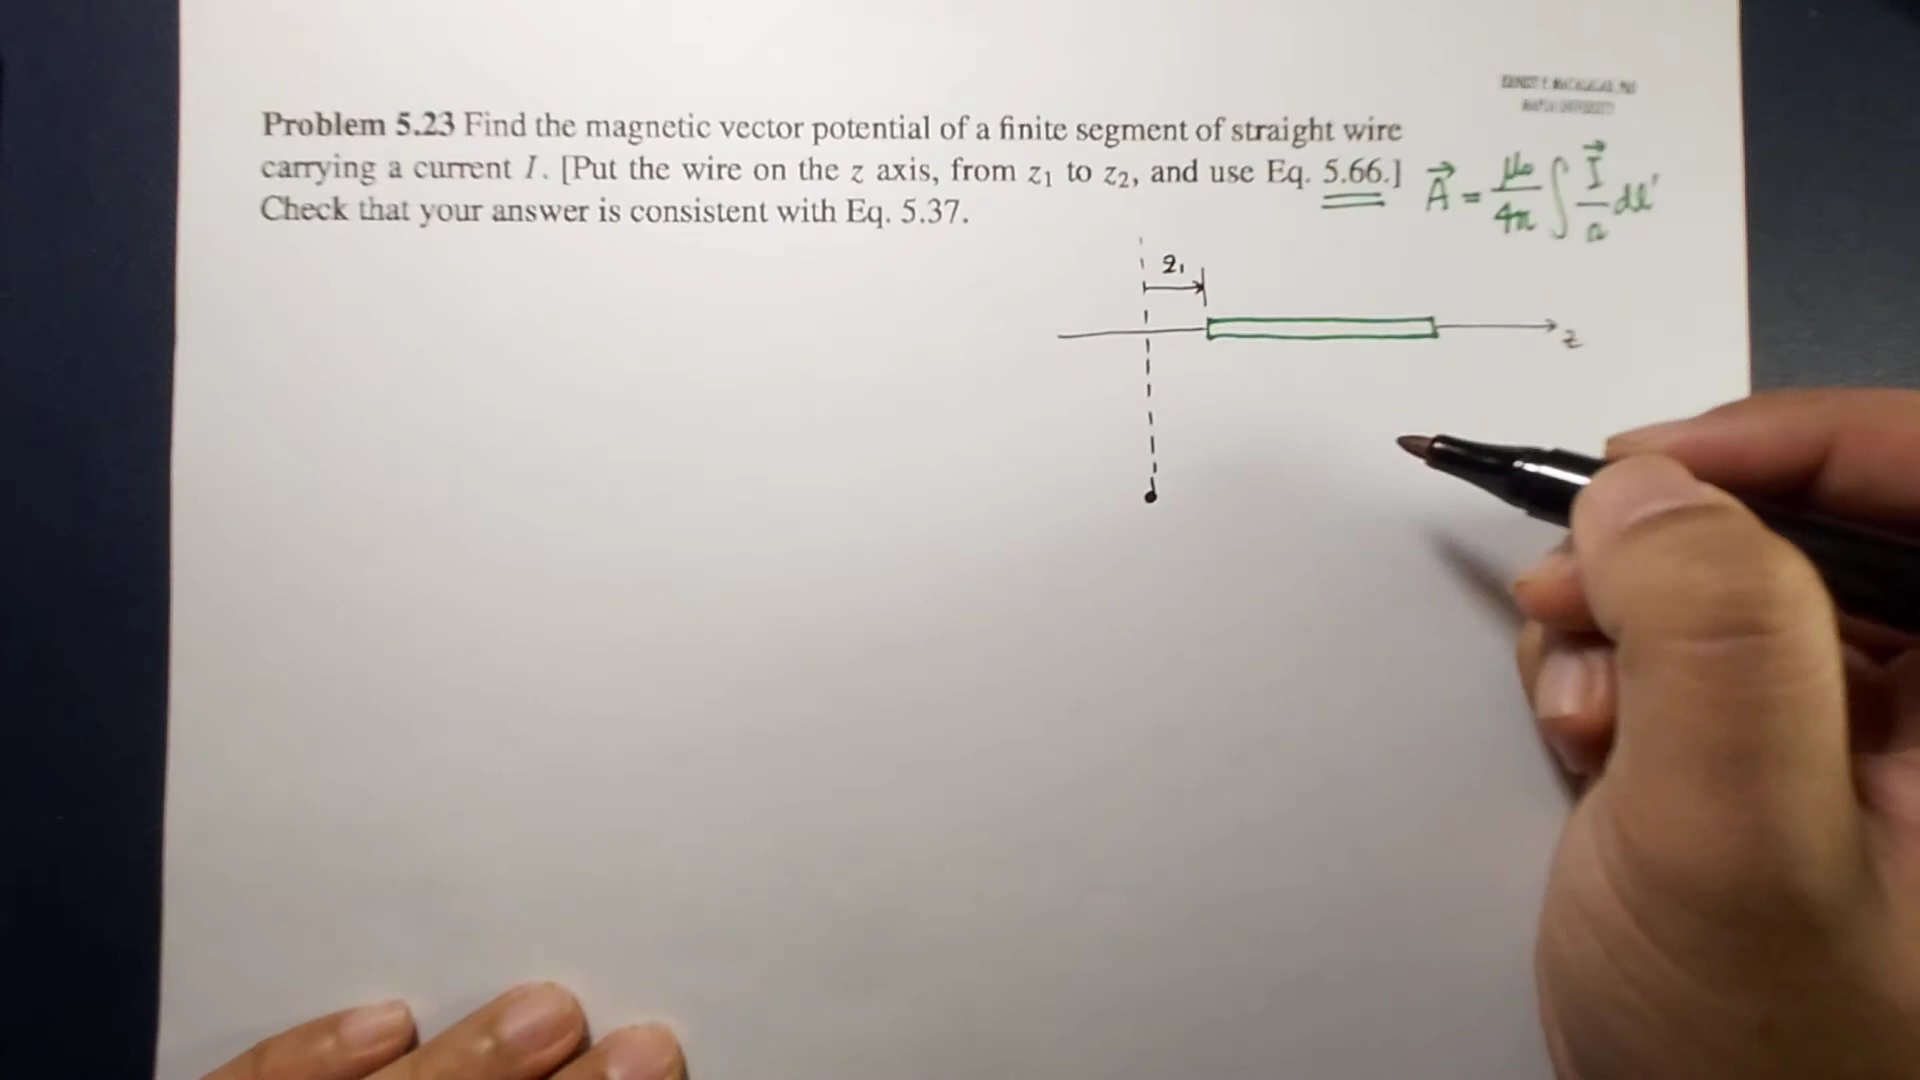 Problem 5.23 Find the magnetic vector potential of a finite segment of straight wire
carrying a current I. [Put the wire on the z axis, from z₁ to z₂, and use Eq. 5.66.]
Check that your answer is consistent with Eq. 5.37.
A⃗ = μ₀/4π ∫ I⃗/r dl'
z₁
z